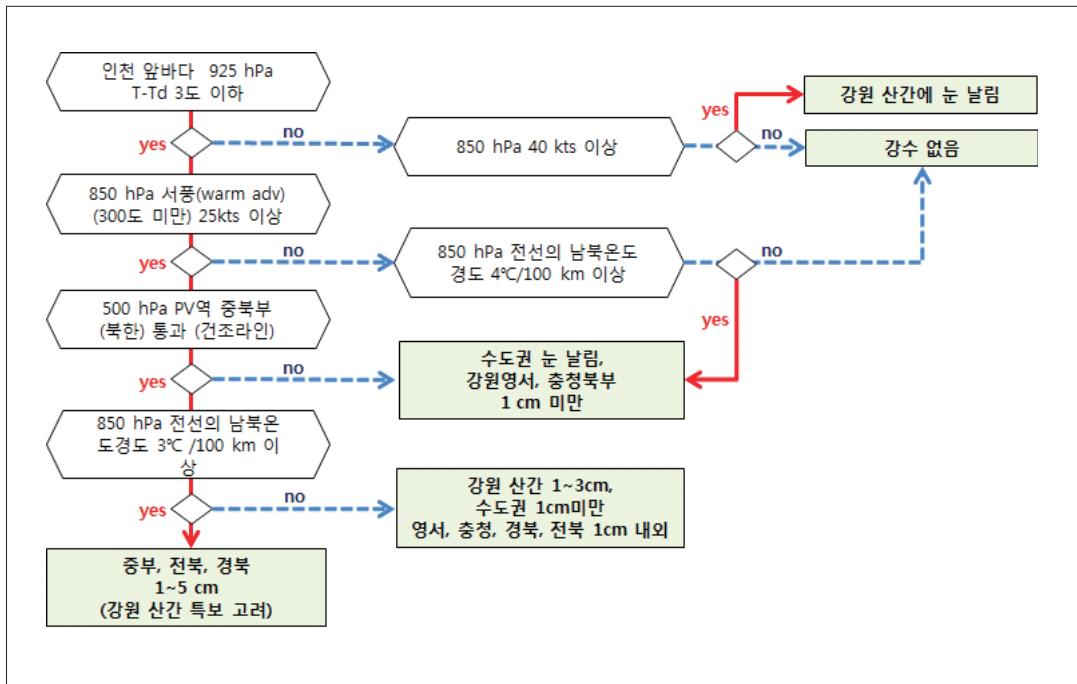 인천 앞바다 925 hPa
T-Td 3도 이하
yes
no
850 hPa 40 kts 이상
yes
no
강원 산간에 눈 날림
강수 없음
850 hPa 서풍(warm adv)
(300도 미만) 25kts 이상
yes
no
850 hPa 전선의 남북온도
경도 4℃/100 km 이상
no
yes
500 hPa PV역 중북부
(북한) 통과 (건조라인)
yes
no
수도권 눈 날림,
강원영서, 충청북부
1 cm 미만
850 hPa 전선의 남북온
도경도 3℃ /100 km 이
상
yes
no
강원 산간 1~3cm,
수도권 1cm미만
영서, 충청, 경북, 전북 1cm 내외
중부, 전북, 경북
1~5 cm
(강원 산간 특보 고려)